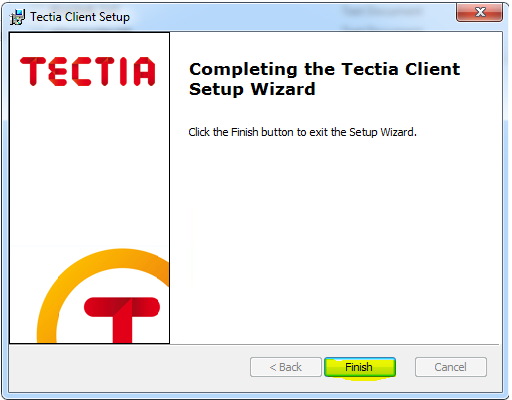 Tectia Client Setup
TECTIA
Completing the Tectia Client
Setup Wizard
Click the Finish button to exit the Setup Wizard.
T
< Back
Finish
Cancel